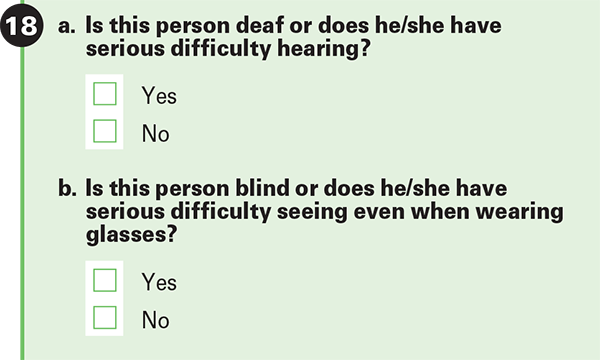 18 a. Is this person deaf or does he/she have
serious difficulty hearing?
Yes
No
b. Is this person blind or does he/she have
serious difficulty seeing even when wearing
glasses?
Yes
No